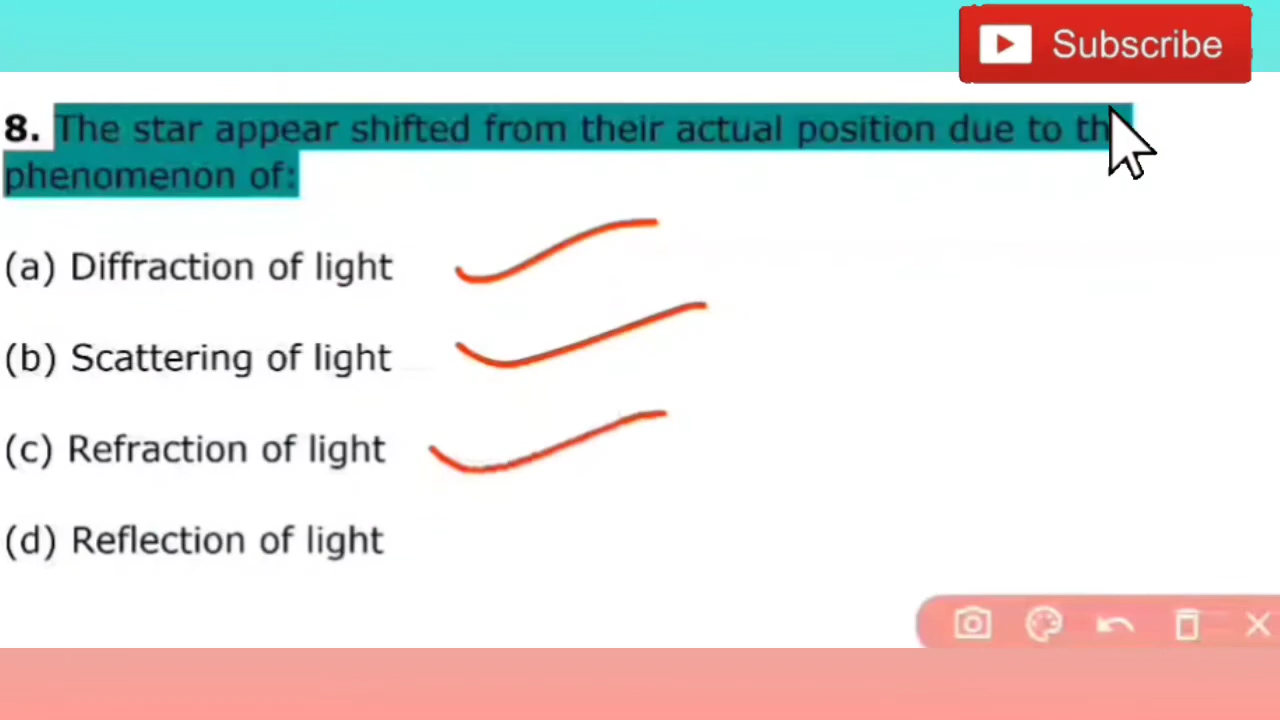 Subscribe
8. The star appear shifted from their actual position due to th
phenomenon of:
(a) Diffraction of light
(b) Scattering of light
(c) Refraction of light
(d) Reflection of light